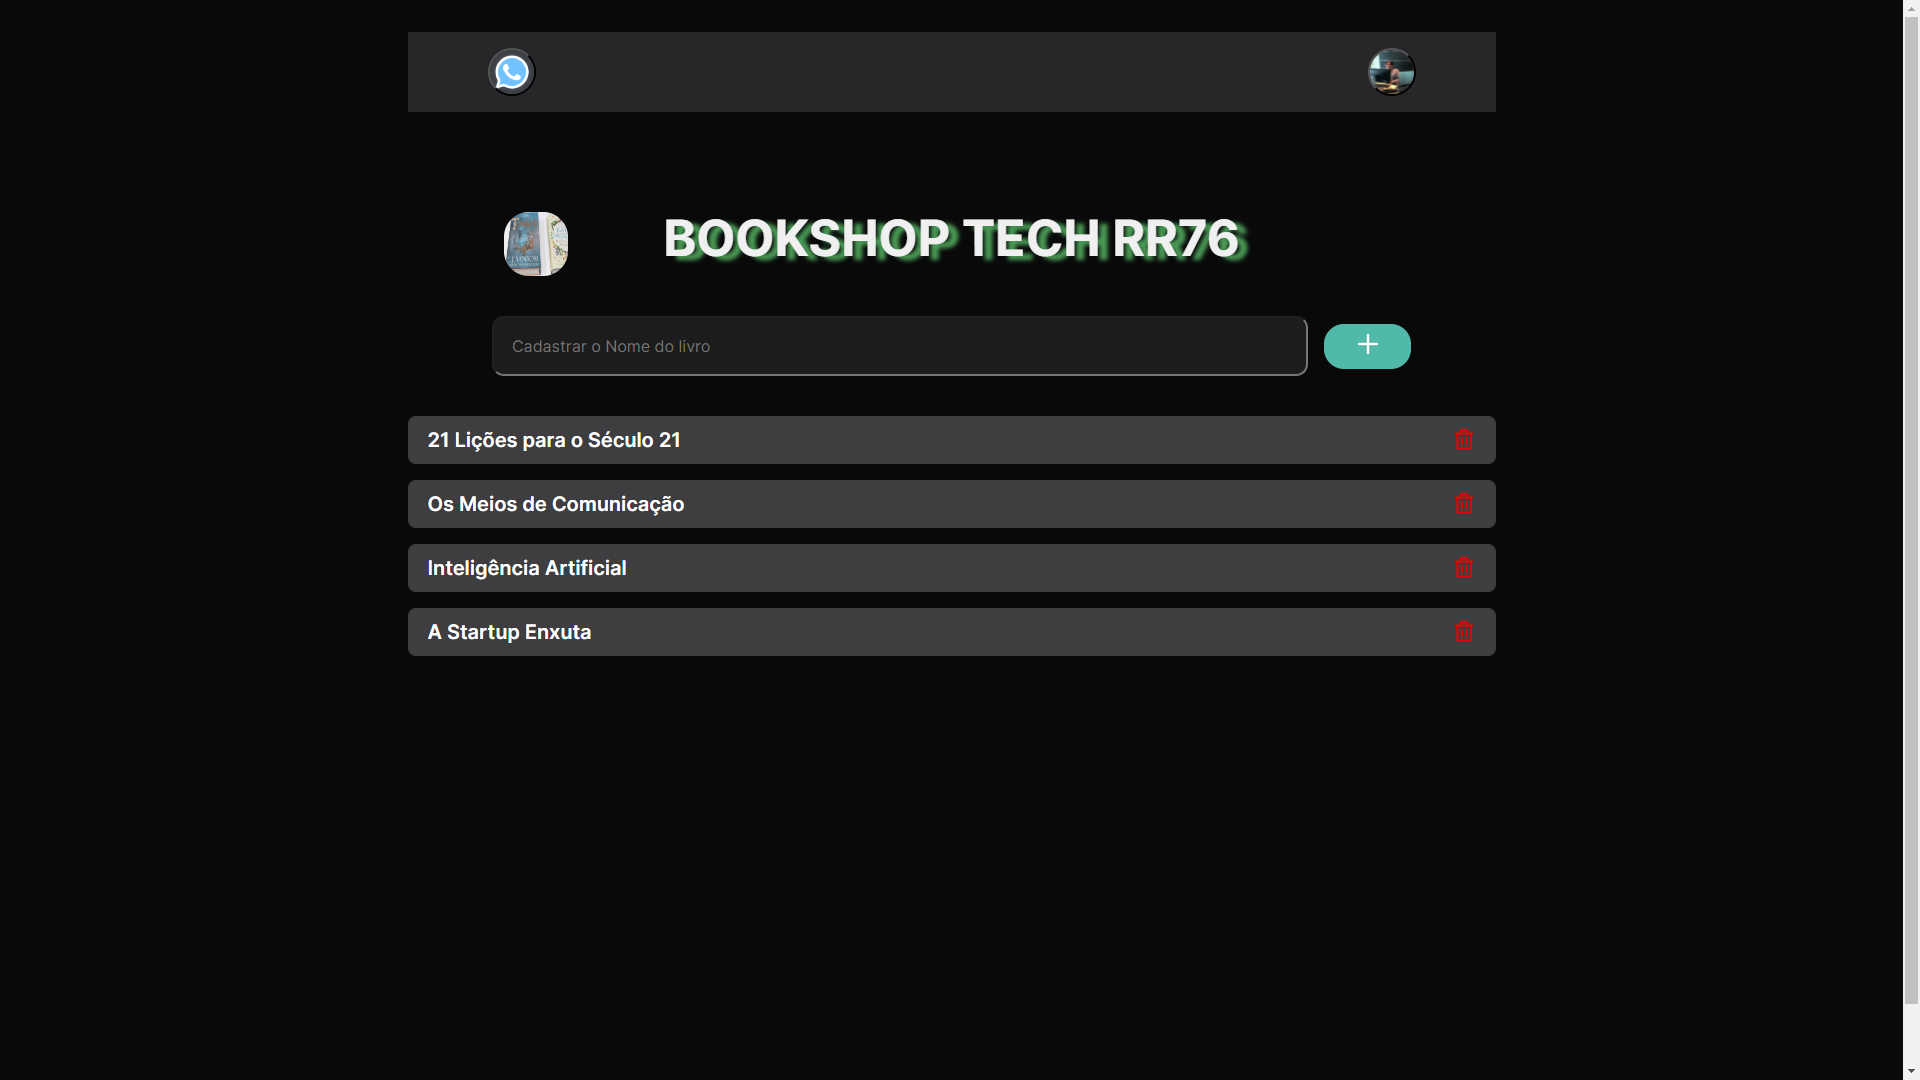 BOOKSHOP TECH RR76
Cadastrar o Nome do livro
21 Lições para o Século 21
Os Meios de Comunicação
Inteligência Artificial
A Startup Enxuta